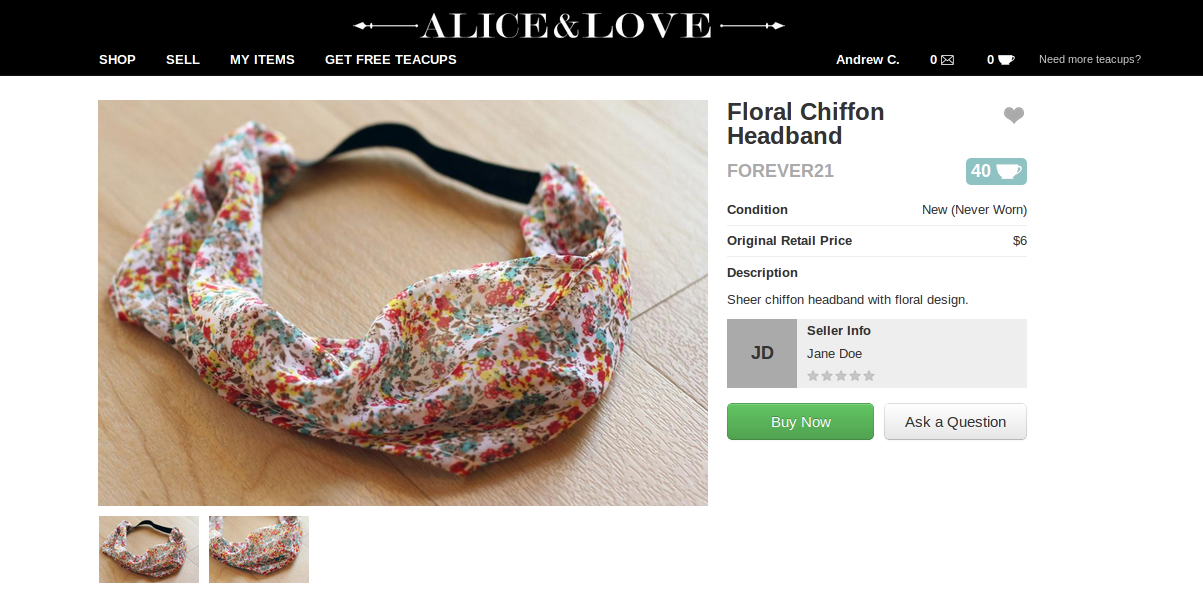 ALICE&LOVE
SHOP SELL MY ITEMS GET FREE TEACUPS Andrew C. 0 0 Need more teacups?
Floral Chiffon
Headband
FOREVER21 40
Condition New (Never Worn)
Original Retail Price $6
Description
Sheer chiffon headband with floral design.
JD
Seller Info
Jane Doe
Buy Now Ask a Question